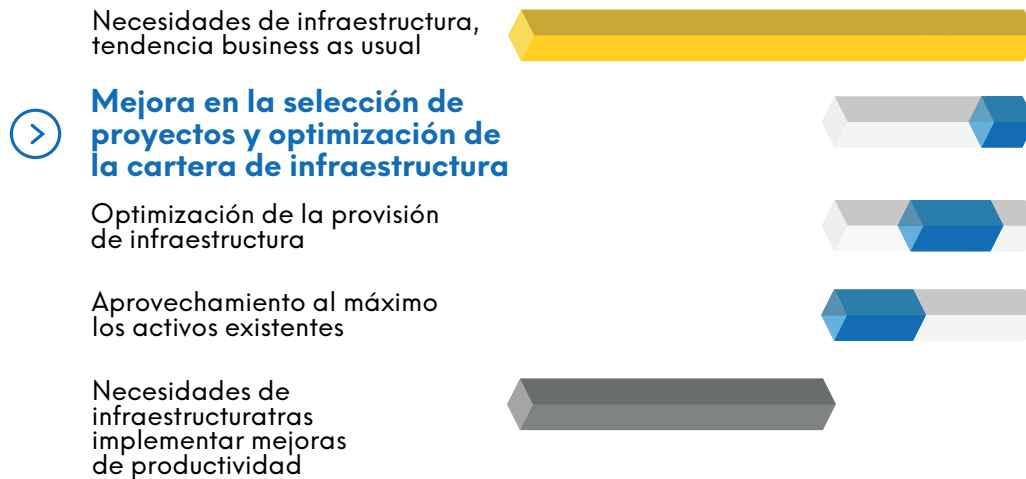 Necesidades de infraestructura,
tendencia business as usual
Mejora en la selección de
proyectos y optimización de
la cartera de infraestructura
Optimización de la provisión
de infraestructura
Aprovechamiento al máximo
los activos existentes
Necesidades de
infraestructuratras
implementar mejoras
de productividad